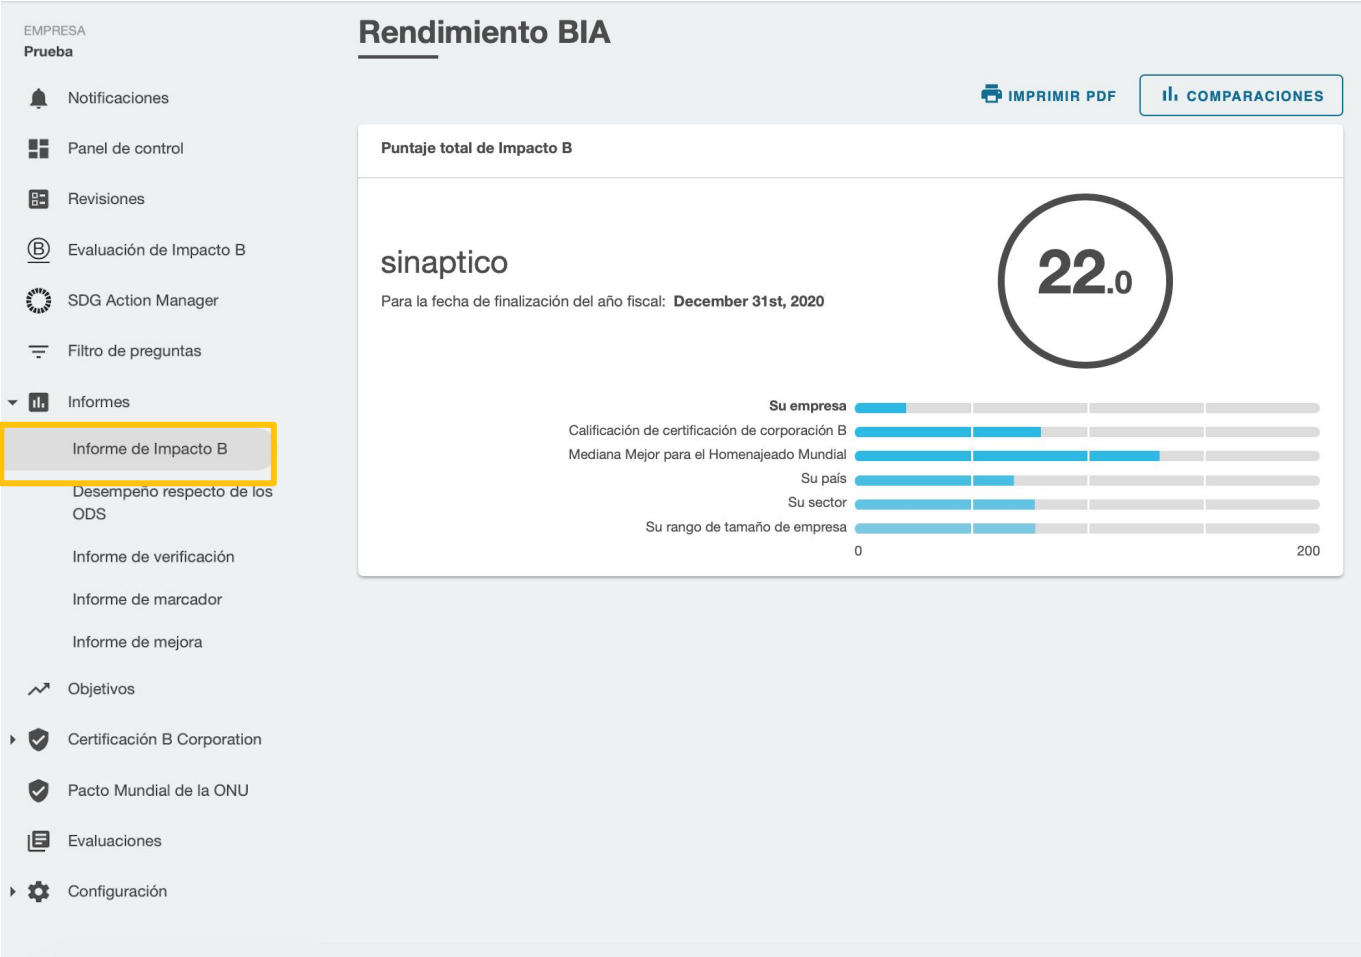 EMPRESA
Prueba
Notificaciones
Panel de control
Revisiones
Evaluación de Impacto B
SDG Action Manager
Filtro de preguntas
Informes
Informe de Impacto B
Desempeño respecto de los
ODS
Informe de verificación
Informe de marcador
Informe de mejora
Objetivos
Certificación B Corporation
Pacto Mundial de la ONU
Evaluaciones
Configuración
Rendimiento BIA
IMPRIMIR PDF
COMPARACIONES
Puntaje total de Impacto B
sinaptico
Para la fecha de finalización del año fiscal: December 31st, 2020
22.0
Su empresa
Calificación de certificación de corporación B
Mediana Mejor para el Homenajeado Mundial
Su país
Su sector
Su rango de tamaño de empresa
0 200